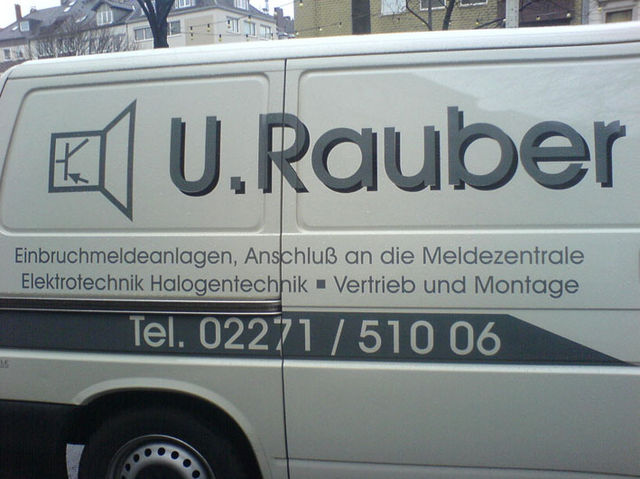 U. Rauber
Einbruchmeldeanlagen, Anschluß an die Meldezentrale
Elektrotechnik Halogentechnik ▪ Vertrieb und Montage
Tel. 02271 / 510 06